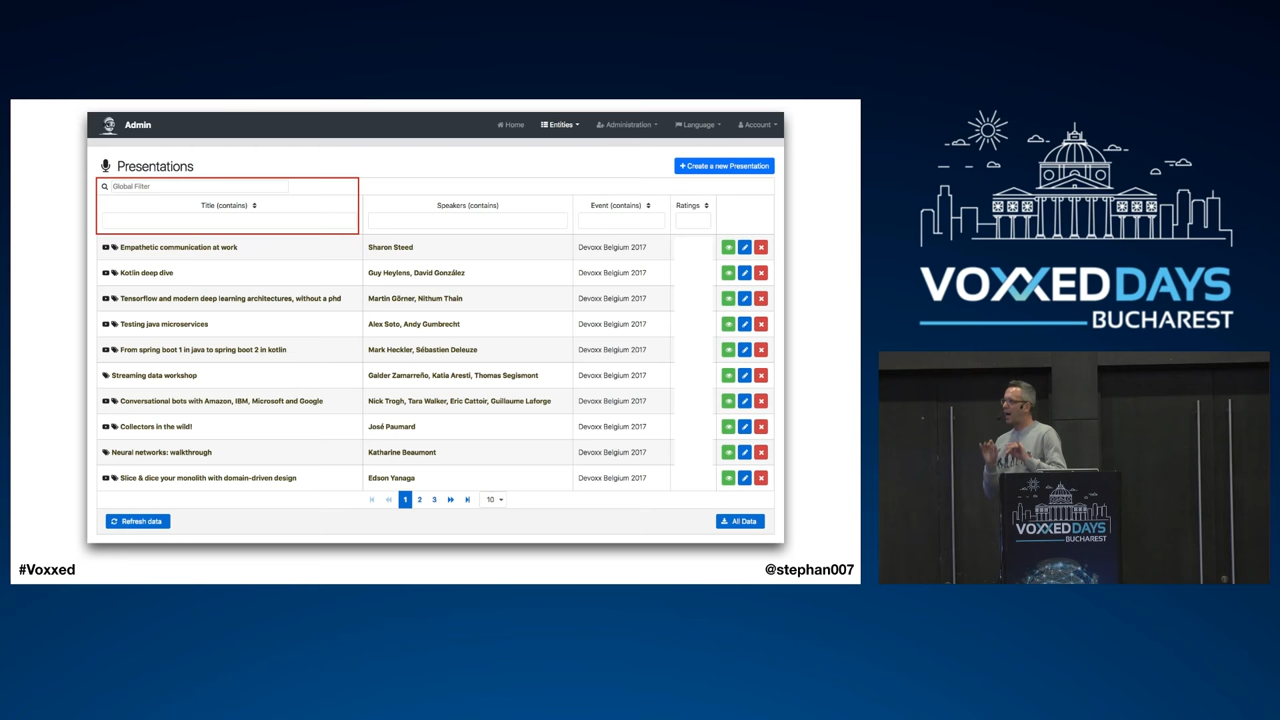 Admin
Home
Entities
Administration
Language
Account
Presentations
+ Create a new Presentation
Global Filter
Title (contains)
Speakers (contains)
Event (contains)
Ratings
Empathetic communication at work Sharon Steed Devoxx Belgium 2017
Kotlin deep dive Guy Heylens, David González Devoxx Belgium 2017
Tensorflow and modern deep learning architectures, without a phd Martin Görner, Nithum Thain Devoxx Belgium 2017
Testing java microservices Alex Soto, Andy Gumbrecht Devoxx Belgium 2017
From spring boot 1 in java to spring boot 2 in kotlin Mark Heckler, Sébastien Deleuze Devoxx Belgium 2017
Streaming data workshop Galder Zamarreño, Katia Aresti, Thomas Segismont Devoxx Belgium 2017
Conversational bots with Amazon, IBM, Microsoft and Google Nick Trogh, Tara Walker, Eric Cattoir, Guillaume Laforge Devoxx Belgium 2017
Collectors in the wild! José Paumard Devoxx Belgium 2017
Neural networks: walkthrough Katharine Beaumont Devoxx Belgium 2017
Slice & dice your monolith with domain-driven design Edson Yanaga Devoxx Belgium 2017
1 2 3 10
Refresh data
All Data
#Voxxed
@stephan007
VOXXED DAYS
BUCHAREST
VOXXED DAYS
BUCHAREST